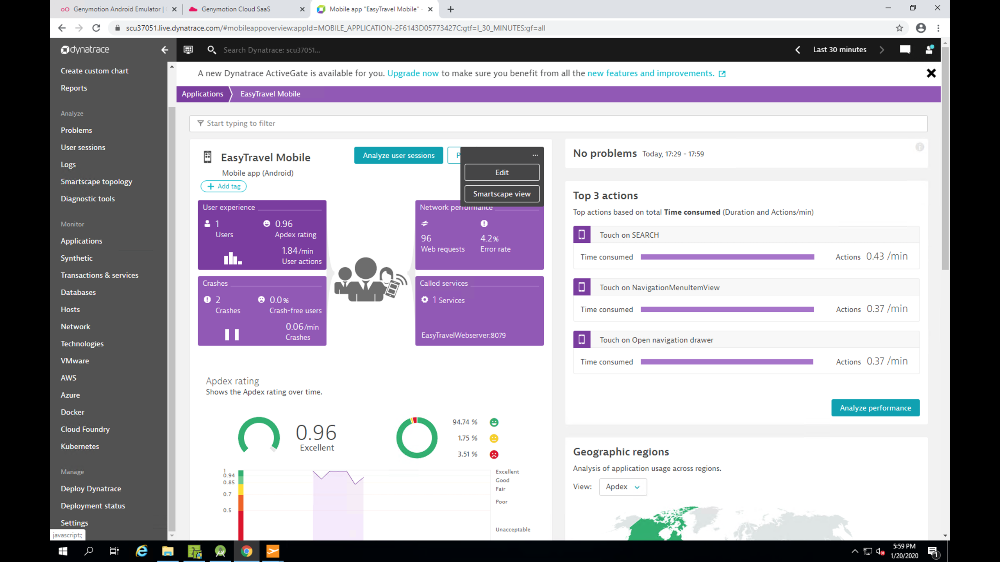 Genymotion Android Emulator |
Genymotion Cloud SaaS
Mobile app "EasyTravel Mobile" -
scu37051.live.dynatrace.com/#mobileappoverview;appId=MOBILE_APPLICATION-2F6143D05773427C;gtf=l_30_MINUTES;gf=all
dynatrace
Search Dynatrace: scu37051...
Last 30 minutes
Create custom chart
Reports
Analyze
Problems
User sessions
Logs
Smartscape topology
Diagnostic tools
Monitor
Applications
Synthetic
Transactions & services
Databases
Hosts
Network
Technologies
VMware
AWS
Azure
Docker
Cloud Foundry
Kubernetes
Manage
Deploy Dynatrace
Deployment status
Settings
javascript:;
A new Dynatrace ActiveGate is available for you. Upgrade now to make sure you benefit from all the new features and improvements.
Applications
EasyTravel Mobile
Start typing to filter
EasyTravel Mobile
Mobile app (Android)
Add tag
Analyze user sessions
P
...
Edit
Smartscape view
User experience
1
Users
0.96
Apdex rating
1.84 /min
User actions
Network performance
96
Web requests
4.2%
Error rate
Crashes
2
Crashes
0.0%
Crash-free users
0.06/min
Crashes
Called services
1 Services
EasyTravelWebserver:8079
Apdex rating
Shows the Apdex rating over time.
0.96
Excellent
94.74 %
1.75 %
3.51 %
1
0.94
0.85
0.7
0.5
Excellent
Good
Fair
Poor
Unacceptable
No problems Today, 17:29 - 17:59
Top 3 actions
Top actions based on total Time consumed (Duration and Actions/min)
Touch on SEARCH
Time consumed
Actions 0.43 /min
Touch on NavigationMenuItemView
Time consumed
Actions 0.37 /min
Touch on Open navigation drawer
Time consumed
Actions 0.37 /min
Analyze performance
Geographic regions
Analysis of application usage across regions.
View: Apdex
5:59 PM
1/20/2020
1